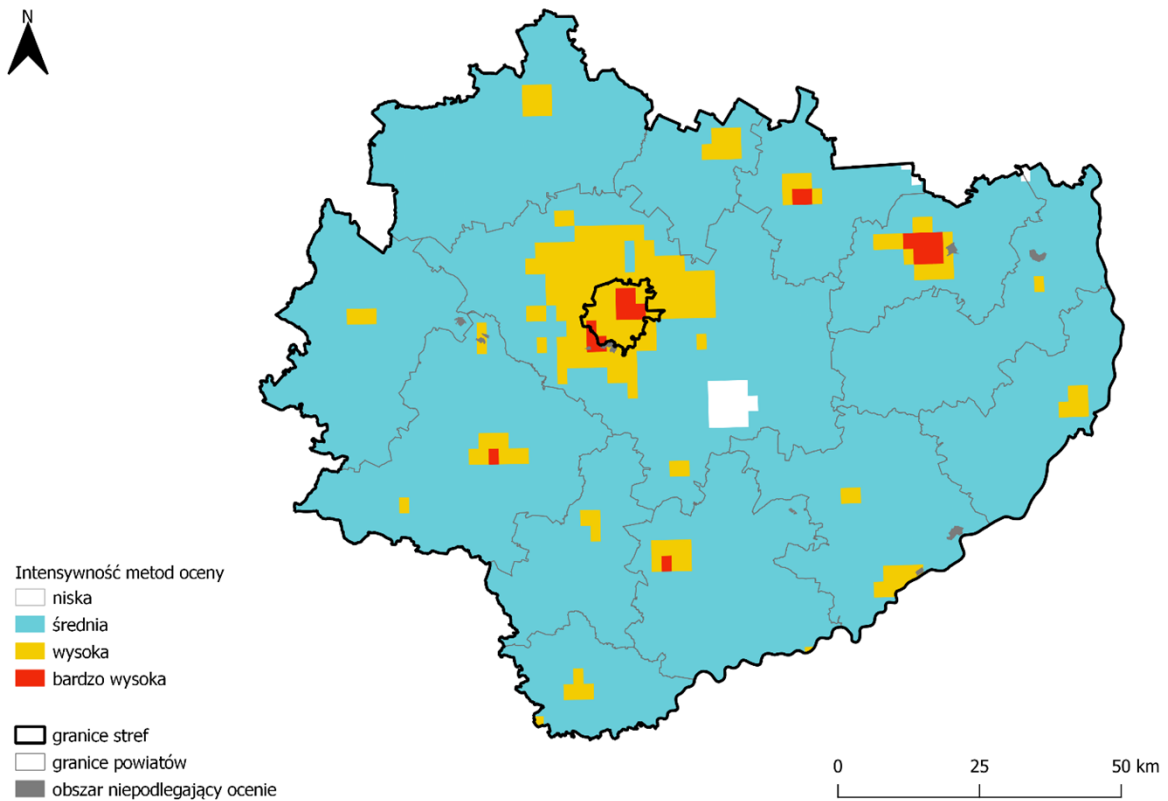 N
Intensywność metod oceny
niska
średnia
wysoka
bardzo wysoka
granice stref
granice powiatów
obszar niepodlegający ocenie
0 25 50 km